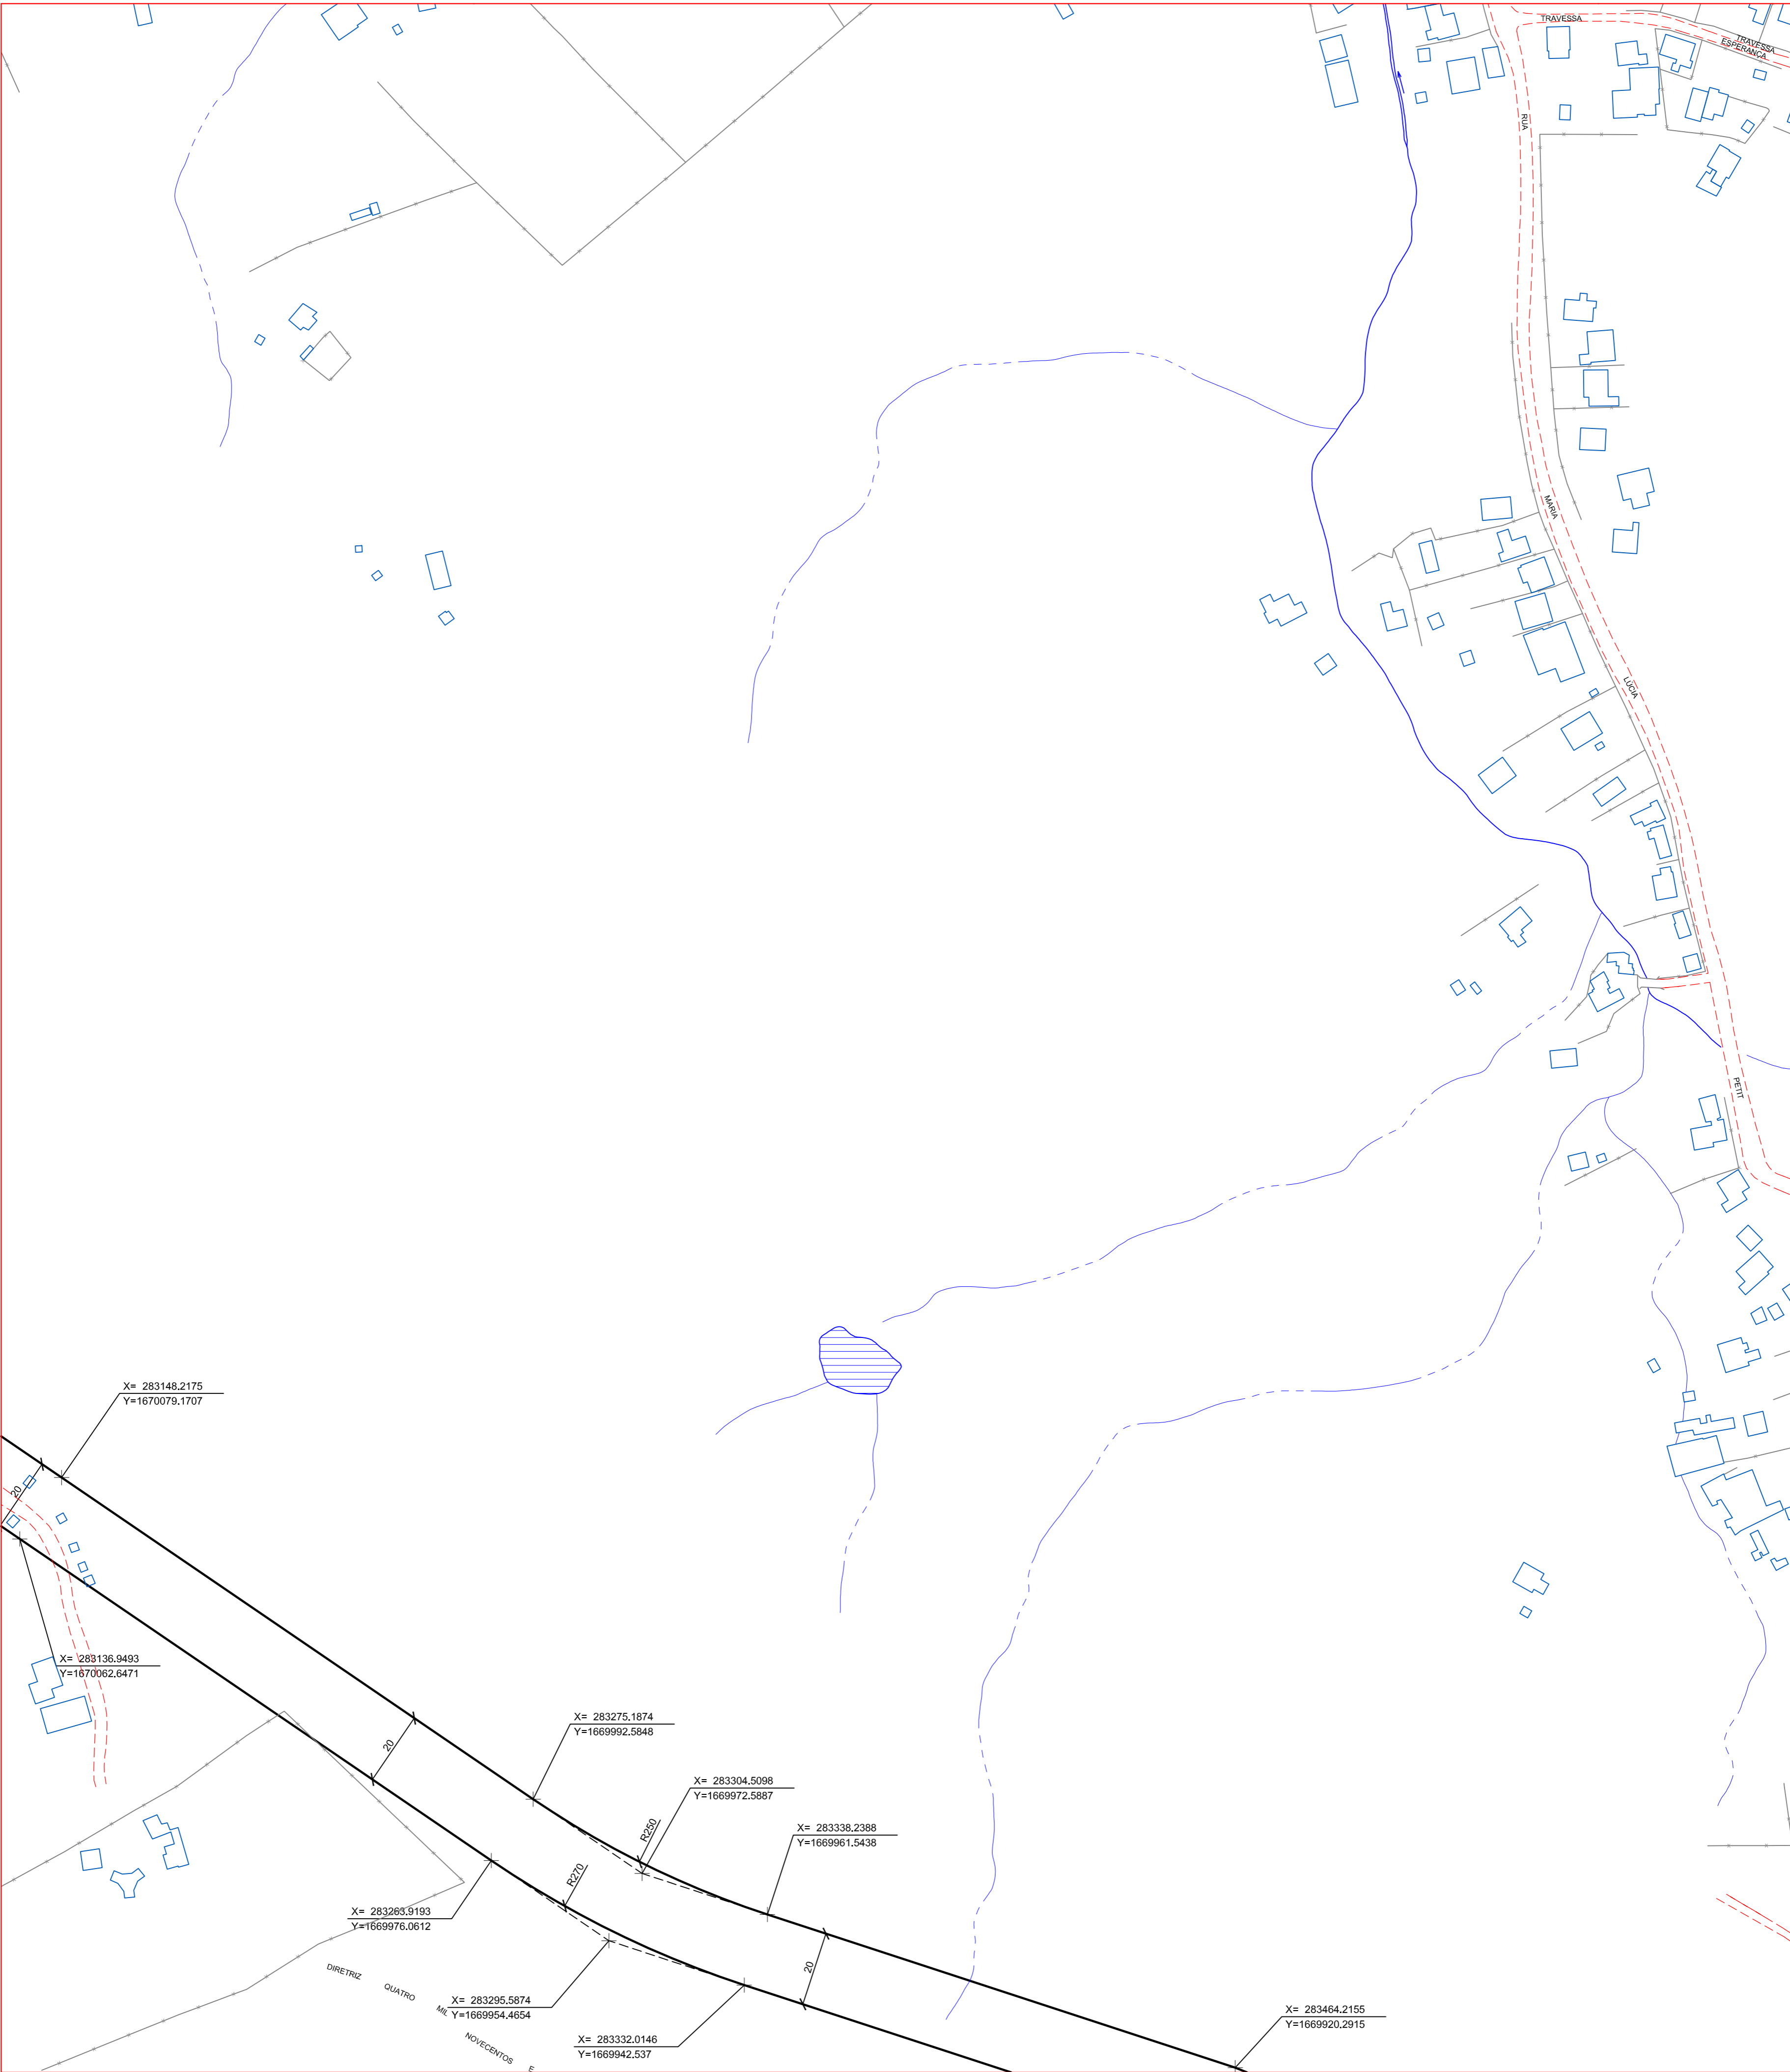 TRAVESSA
TRAVESSA
ESPERANCA
RUA
MARIA
LUCIA
PETIT
X= 283148.2175
Y=1670079.1707
20
X= 283136.9493
Y=1670062.6471
X= 283275.1874
Y=1669992.5848
20
X= 283304.5098
Y=1669972.5887
R250
X= 283338.2388
Y=1669961.5438
R270
X= 283263.9193
Y=1669976.0612
20
DIRETRIZ QUATRO MIL NOVECENTOS E
X= 283295.5874
Y=1669954.4654
X= 283332.0146
Y=1669942.537
X= 283464.2155
Y=1669920.2915